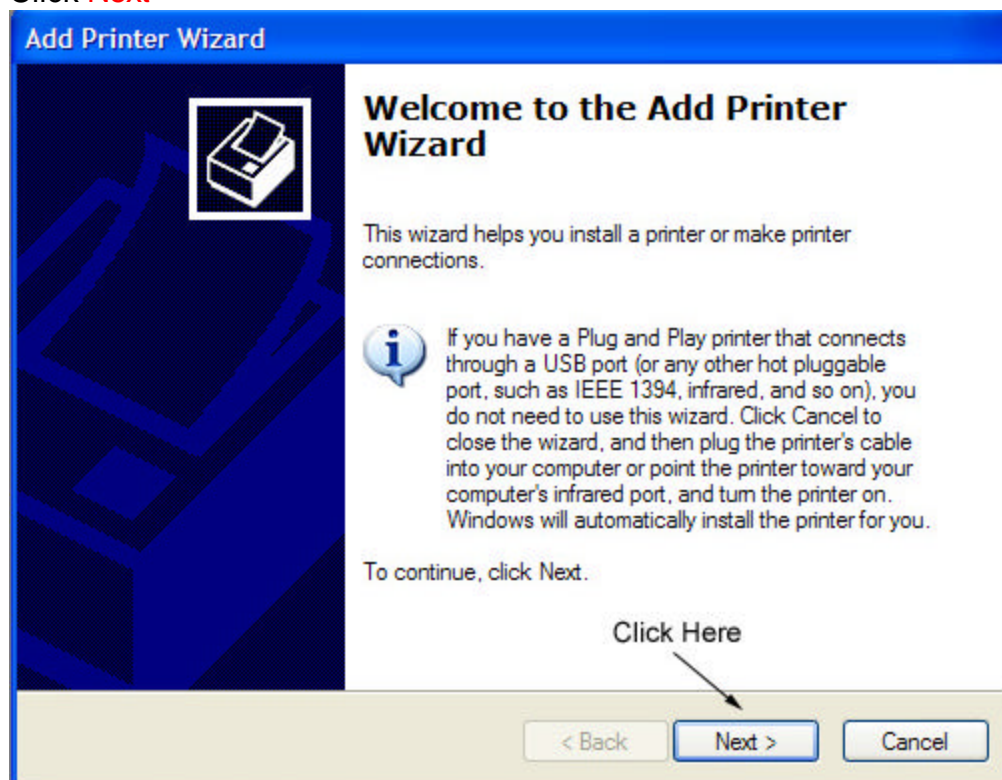 Click Next
Add Printer Wizard
Welcome to the Add Printer
Wizard
This wizard helps you install a printer or make printer
connections.
If you have a Plug and Play printer that connects
through a USB port (or any other hot pluggable
port, such as IEEE 1394, infrared, and so on), you
do not need to use this wizard. Click Cancel to
close the wizard, and then plug the printer's cable
into your computer or point the printer toward your
computer's infrared port, and turn the printer on.
Windows will automatically install the printer for you.
To continue, click Next.
Click Here
< Back Next > Cancel